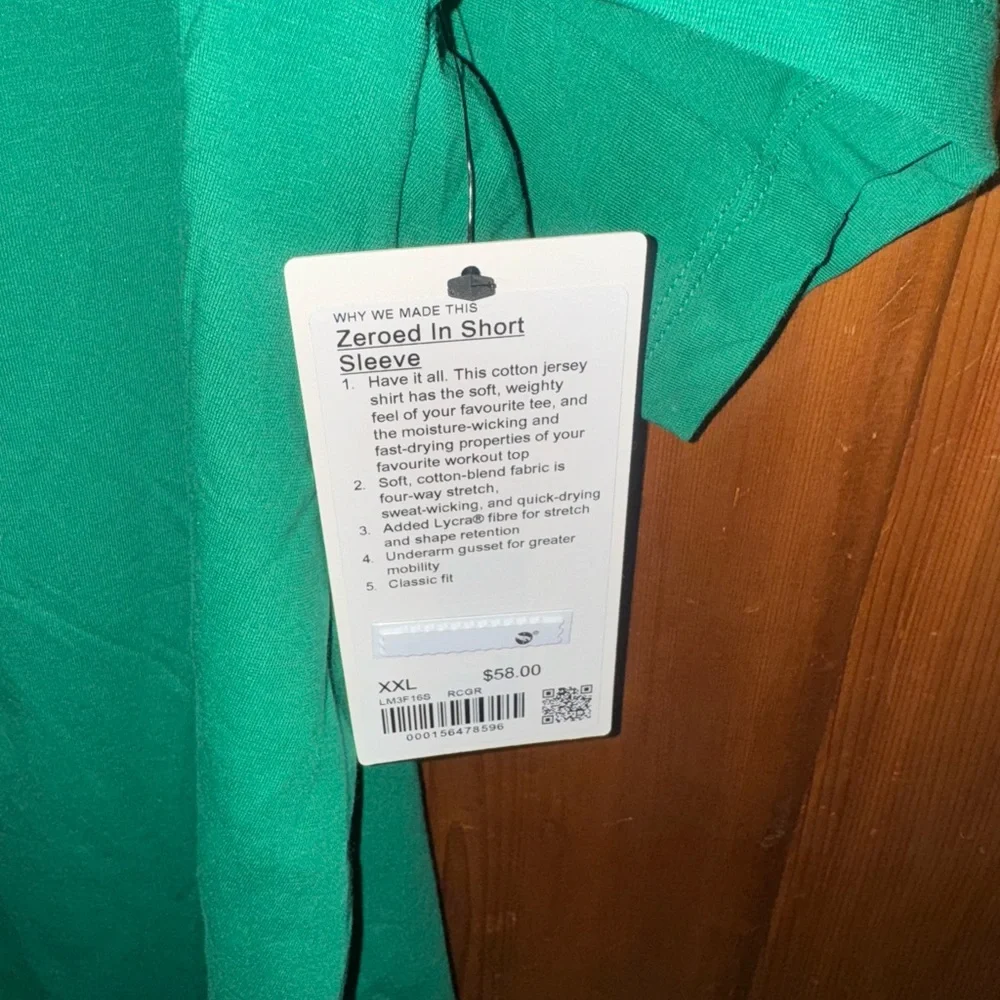 WHY WE MADE THIS
Zeroed In Short
Sleeve
1. Have it all. This cotton jersey
shirt has the soft, weighty
feel of your favourite tee, and
the moisture-wicking and
fast-drying properties of your
favourite workout top
2. Soft, cotton-blend fabric is
four-way stretch,
sweat-wicking, and quick-drying
3. Added Lycra® fibre for stretch
and shape retention
4. Underarm gusset for greater
mobility
5. Classic fit
XXL $58.00
LM3F16S RCGR
000156478596